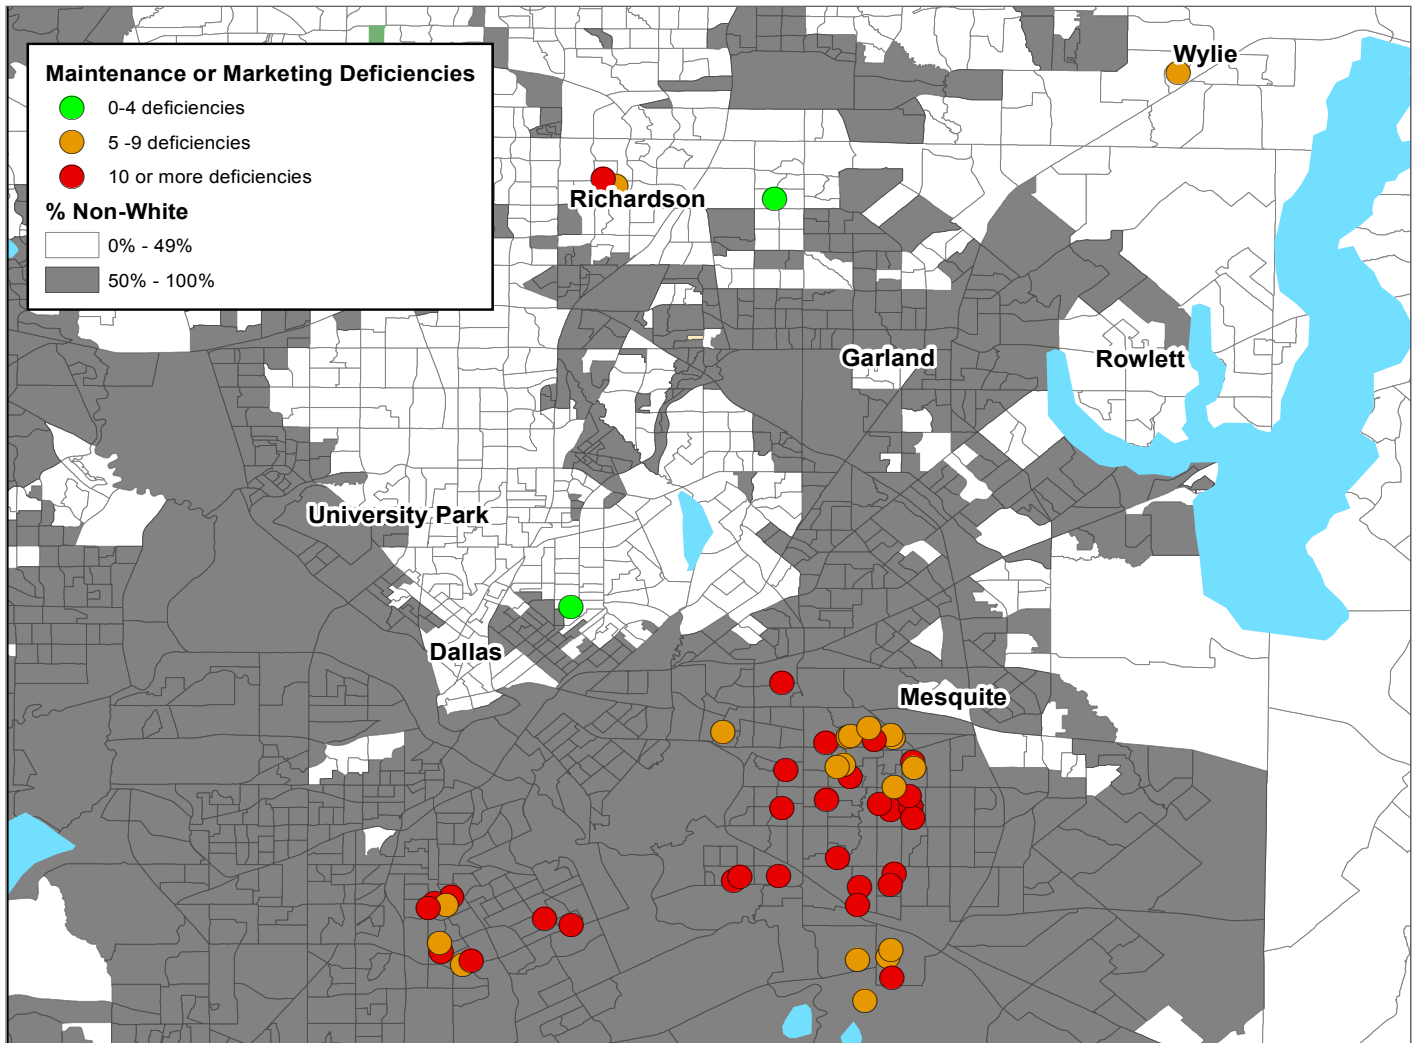 Maintenance or Marketing Deficiencies
0-4 deficiencies
5 -9 deficiencies
10 or more deficiencies
% Non-White
0% - 49%
50% - 100%
Wylie
Richardson
Garland
Rowlett
University Park
Dallas
Mesquite